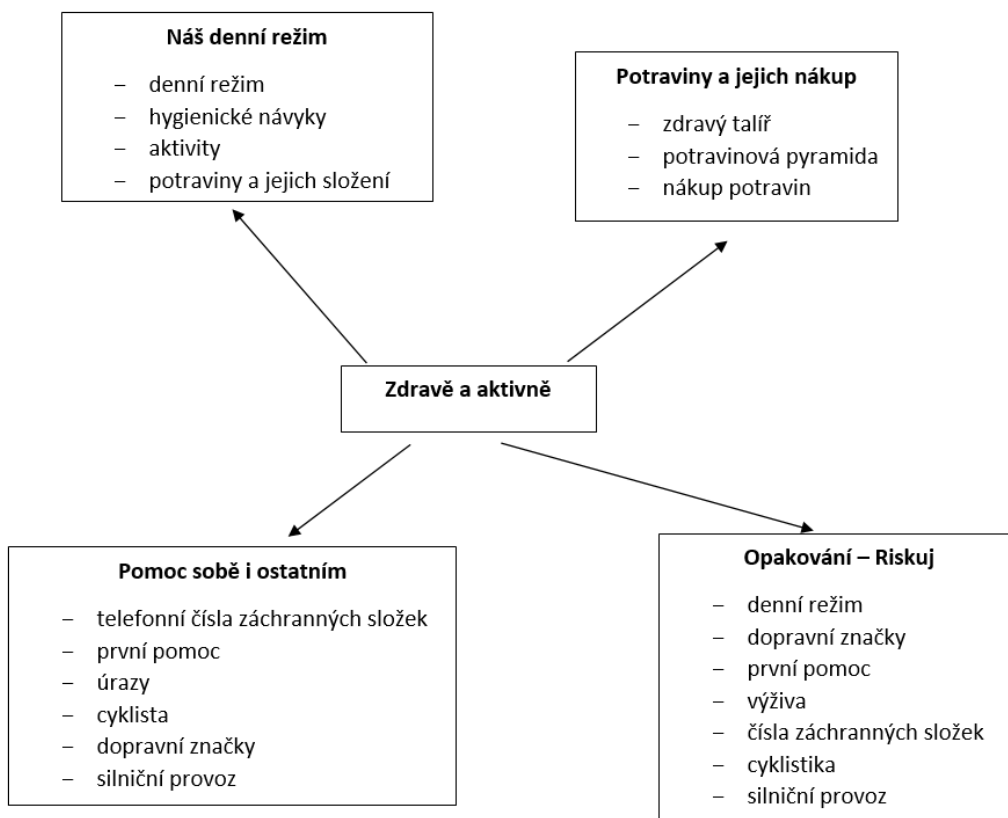 Náš denní režim
– denní režim
– hygienické návyky
– aktivity
– potraviny a jejich složení
Potraviny a jejich nákup
– zdravý talíř
– potravinová pyramida
– nákup potravin
Zdravě a aktivně
Pomoc sobě i ostatním
– telefonní čísla záchranných složek
– první pomoc
– úrazy
– cyklista
– dopravní značky
– silniční provoz
Opakování – Riskuj
– denní režim
– dopravní značky
– první pomoc
– výživa
– čísla záchranných složek
– cyklistika
– silniční provoz